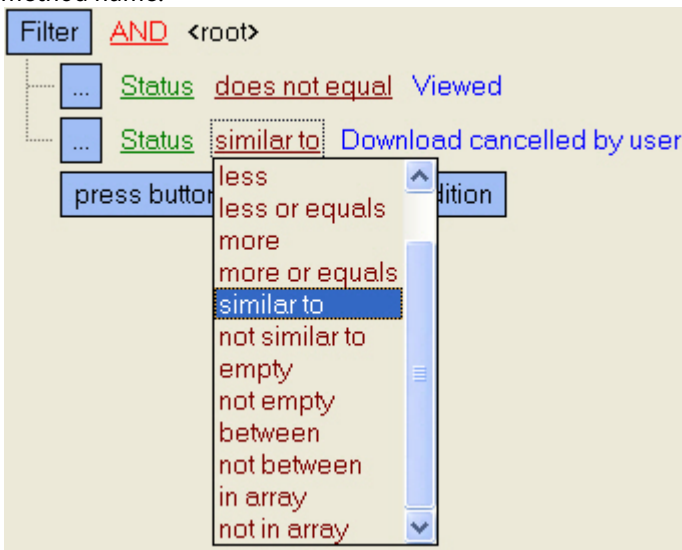 Filter AND <root>
... Status does not equal Viewed
... Status similar to Download cancelled by user
press button dition
less
less or equals
more
more or equals
similar to
not similar to
empty
not empty
between
not between
in array
not in array